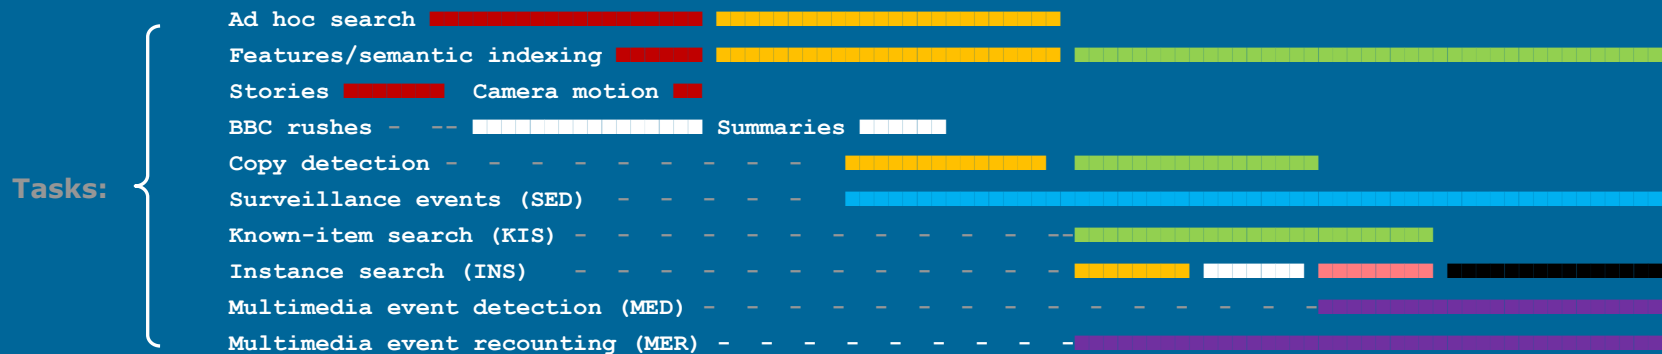 Ad hoc search
Features/semantic indexing
Stories Camera motion
BBC rushes - -- Summaries
Copy detection - - - - - - - - -
Tasks:
Surveillance events (SED) - - - - -
Known-item search (KIS) - - - - - - - - - - - --
Instance search (INS) - - - - - - - - - - - -
Multimedia event detection (MED) - - - - - - - - - - - - - - -
Multimedia event recounting (MER) - - - - - - - - -